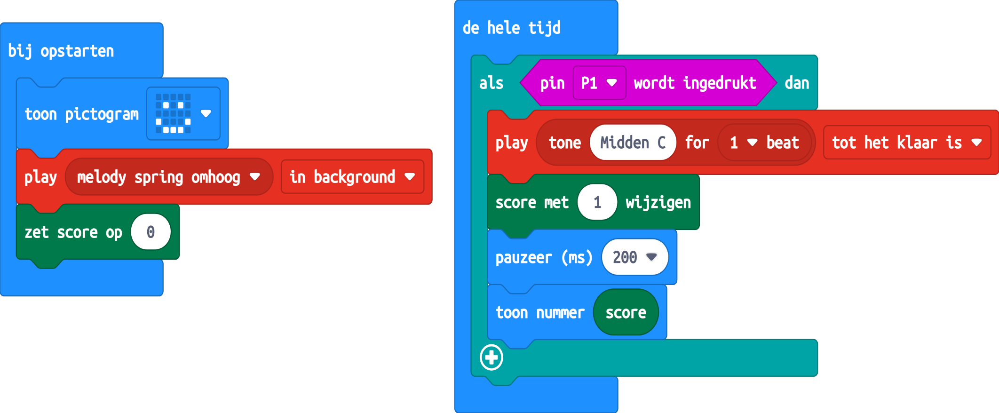 bij opstarten
toon pictogram
play melody spring omhoog in background
zet score op 0
de hele tijd
als pin P1 wordt ingedrukt dan
play tone Midden C for 1 beat tot het klaar is
score met 1 wijzigen
pauzeer (ms) 200
toon nummer score